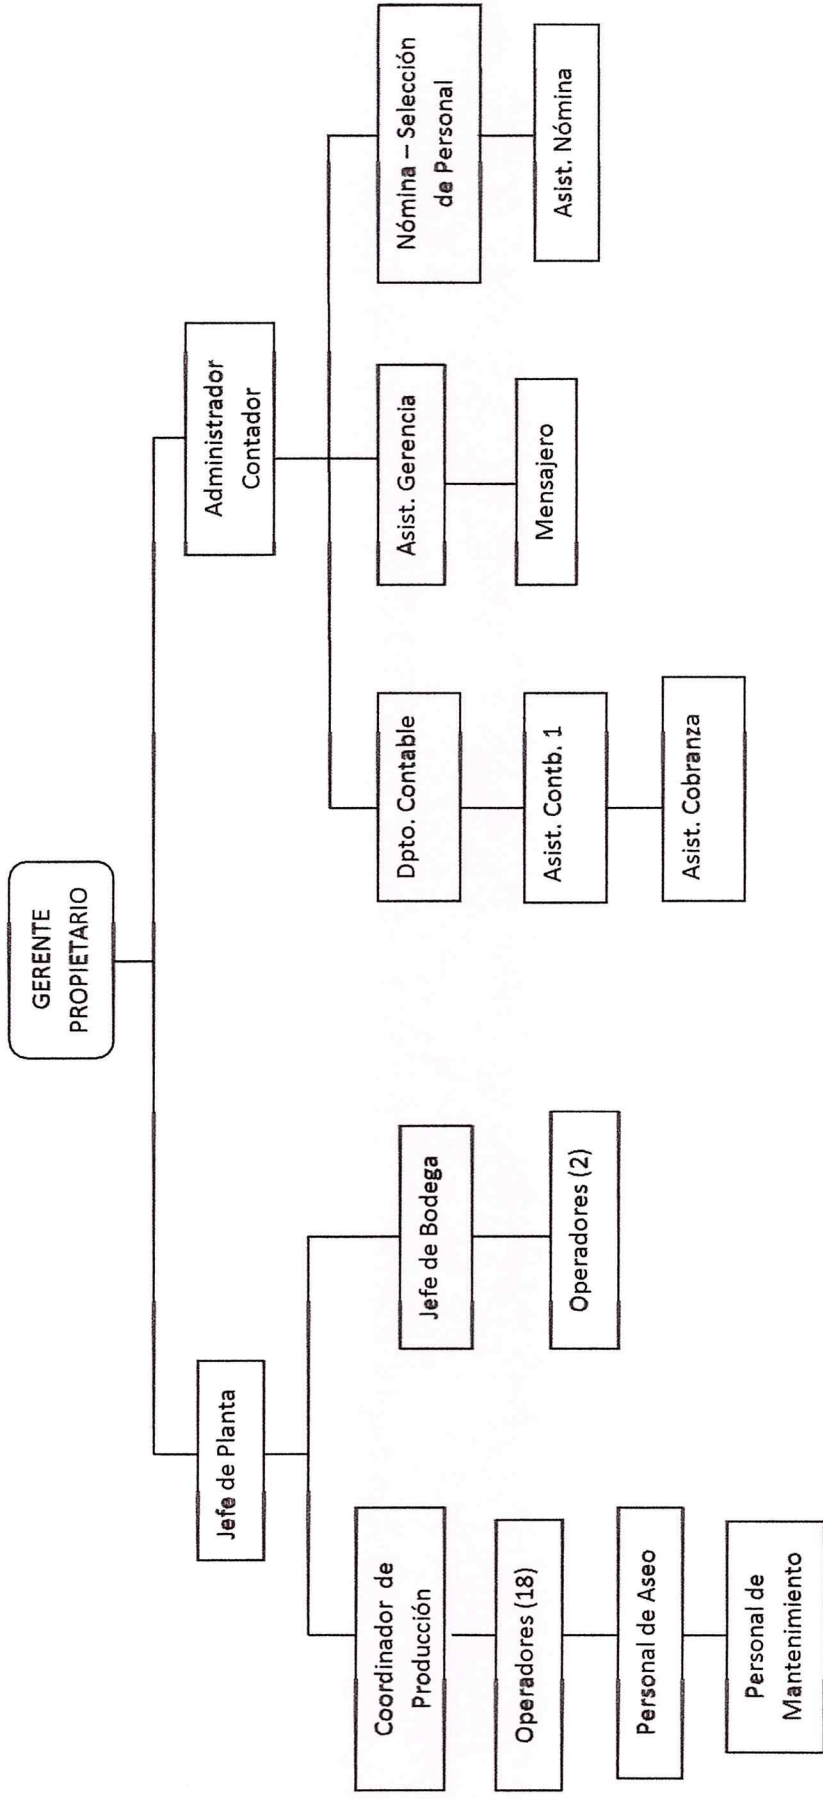 GERENTE
PROPIETARIO
Jefe de Planta
Administrador
Contador
Coordinador de
Producción
Jefe de Bodega
Dpto. Contable
Asist. Gerencia
Nómina – Selección
de Personal
Operadores (18)
Operadores (2)
Asist. Contb. 1
Mensajero
Asist. Nómina
Personal de Aseo
Asist. Cobranza
Personal de
Mantenimiento